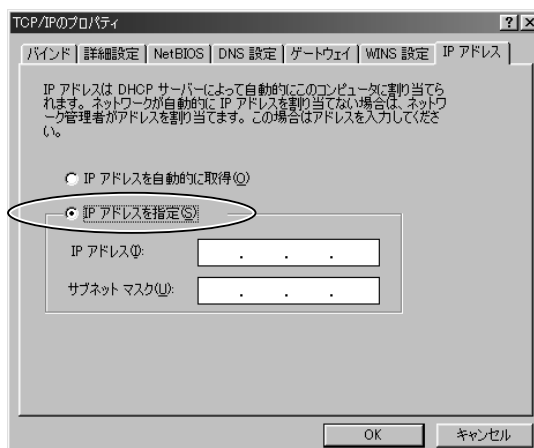 TCP/IPのプロパティ
バインド 詳細設定 NetBIOS DNS 設定 ゲートウェイ WINS 設定 IP アドレス
IP アドレスは DHCP サーバーによって自動的にこのコンピュータに割り当てら
れます。ネットワークが自動的に IP アドレスを割り当てない場合は、ネットワ
ーク管理者がアドレスを割り当てます。この場合はアドレスを入力してくださ
い。
IP アドレスを自動的に取得(O)
IP アドレスを指定(S)
IP アドレス(I): . . .
サブネット マスク(U): . . .
OK キャンセル